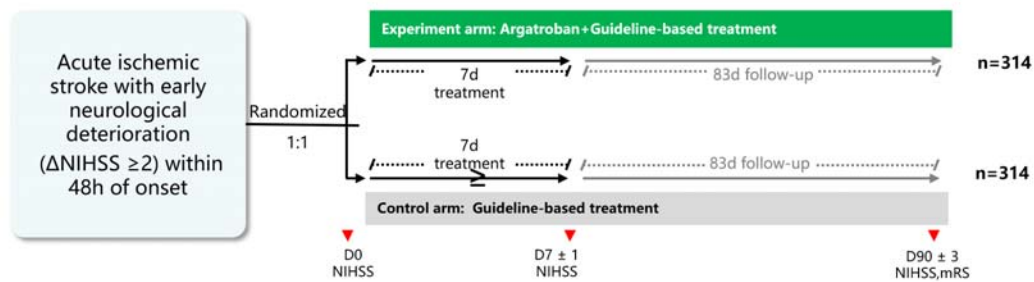 Experiment arm: Argatroban+Guideline-based treatment
Acute ischemic
stroke with early
neurological
deterioration
(ΔNIHSS ≥2) within
48h of onset
Randomized
1:1
7d
treatment
83d follow-up
n=314
7d
treatment
≥
83d follow-up
n=314
Control arm: Guideline-based treatment
D0
NIHSS
D7 ± 1
NIHSS
D90 ± 3
NIHSS,mRS